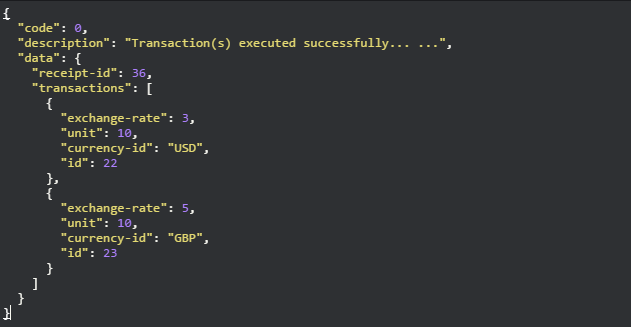 {
  "code": 0,
  "description": "Transaction(s) executed successfully... ...",
  "data": {
    "receipt-id": 36,
    "transactions": [
      {
        "exchange-rate": 3,
        "unit": 10,
        "currency-id": "USD",
        "id": 22
      },
      {
        "exchange-rate": 5,
        "unit": 10,
        "currency-id": "GBP",
        "id": 23
      }
    ]
  }
}